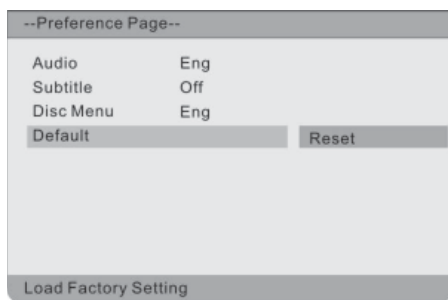 --Preference Page--
Audio Eng
Subtitle Off
Disc Menu Eng
Default Reset
Load Factory Setting